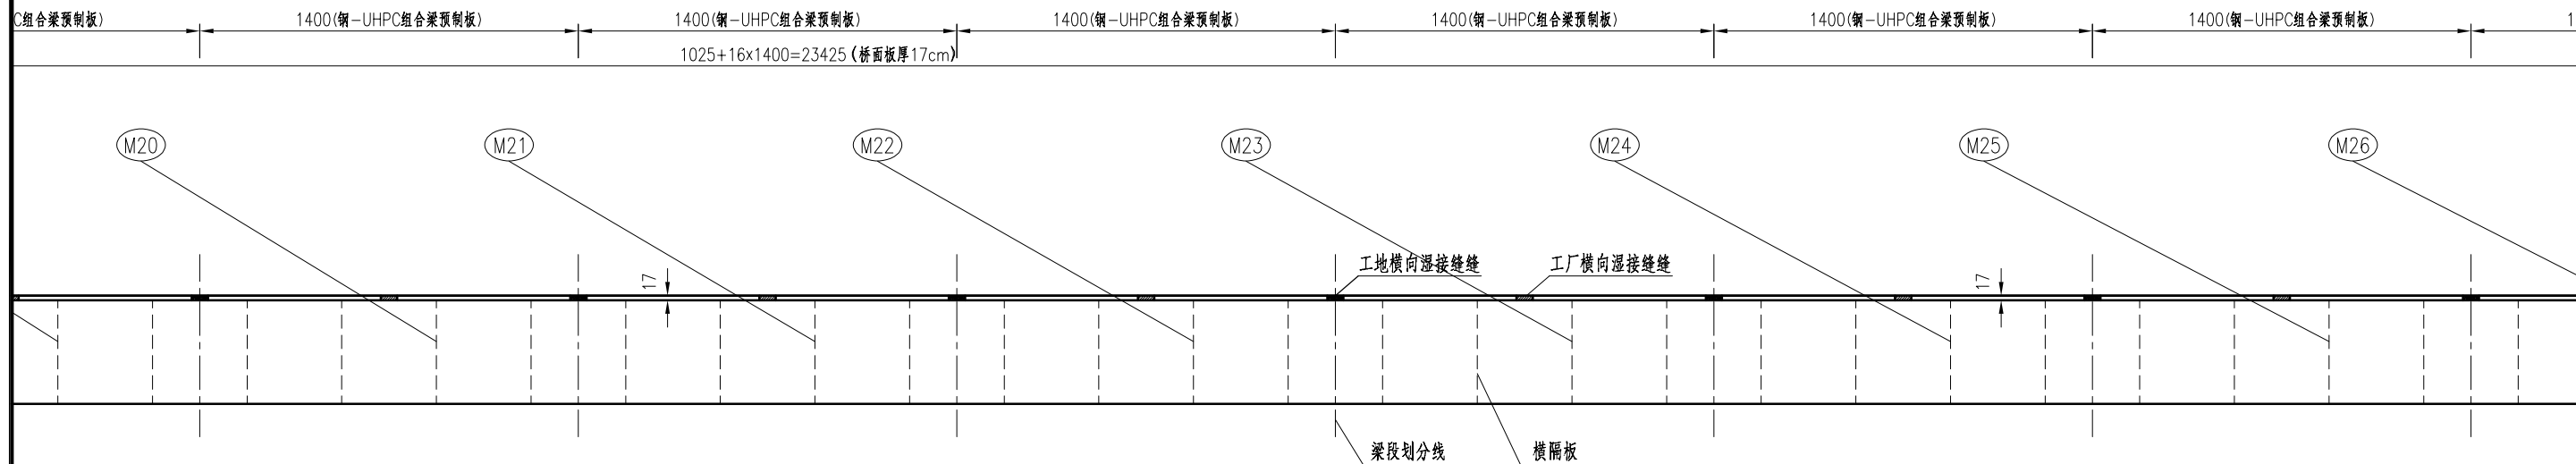 C组合梁预制板)
1400(钢-UHPC组合梁预制板)
1400(钢-UHPC组合梁预制板)
1400(钢-UHPC组合梁预制板)
1400(钢-UHPC组合梁预制板)
1400(钢-UHPC组合梁预制板)
1400(钢-UHPC组合梁预制板)
1
1025+16x1400=23425(桥面板厚17cm)
M20
M21
M22
M23
M24
M25
M26
17
工地横向湿接缝缝
工厂横向湿接缝缝
17
梁段划分线
横隔板